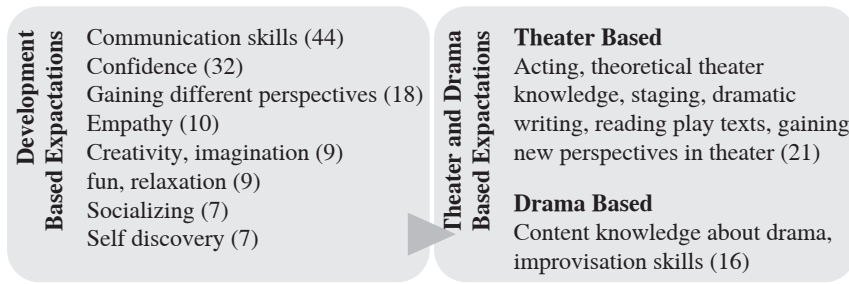 Development
Based Expactations
Communication skills (44)
Confidence (32)
Gaining different perspectives (18)
Empathy (10)
Creativity, imagination (9)
fun, relaxation (9)
Socializing (7)
Self discovery (7)
Theater and Drama
Based Expactations
Theater Based
Acting, theoretical theater
knowledge, staging, dramatic
writing, reading play texts, gaining
new perspectives in theater (21)
Drama Based
Content knowledge about drama,
improvisation skills (16)